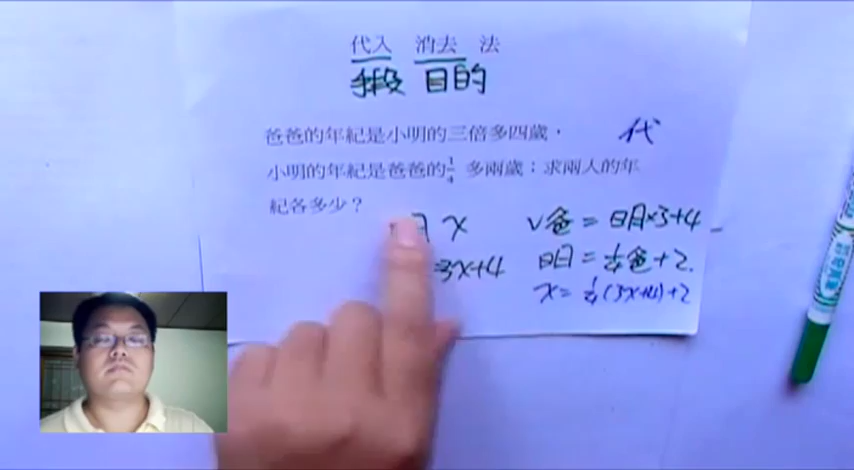 代入 消去 法
手段 目的
爸爸的年紀是小明的三倍多四歲，
代
小明的年紀是爸爸的1/4 多兩歲；求兩人的年
紀各多少？
x
v爸 = 明×3+4
=3x+4
明 = 1/4爸+2
x = 1/4(3x+4)+2